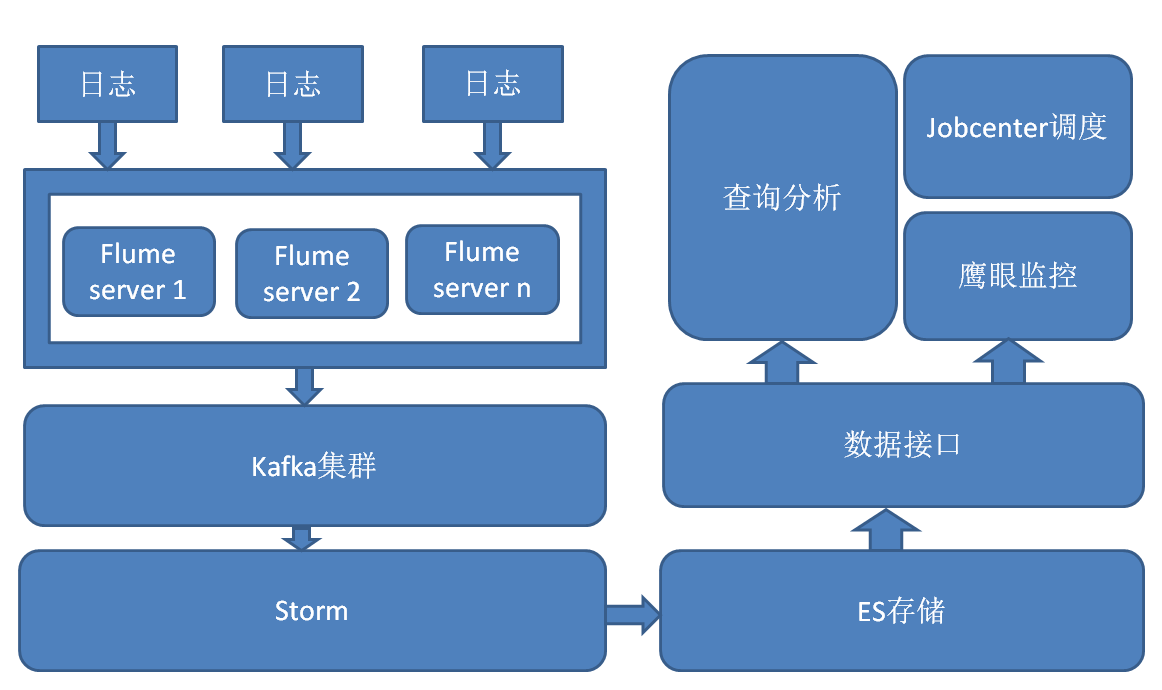 日志
日志
日志
Flume
server 1
Flume
server 2
Flume
server n
Kafka集群
Storm
查询分析
Jobcenter调度
鹰眼监控
数据接口
ES存储